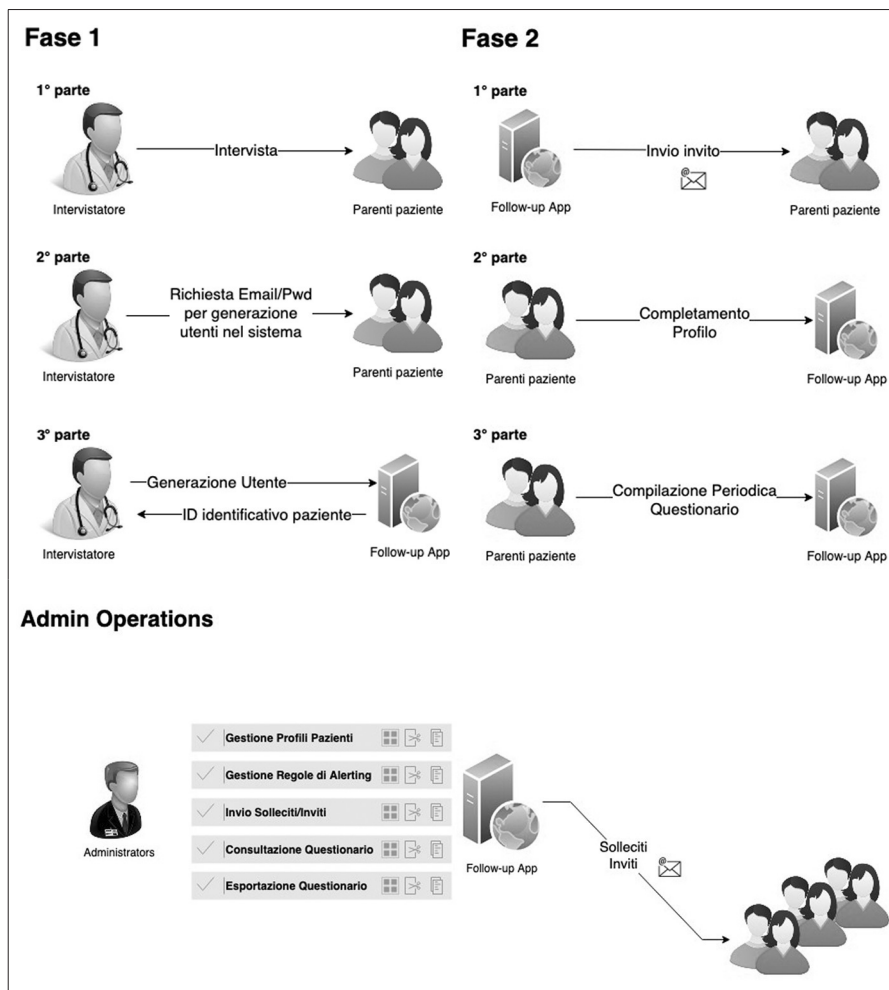 Fase 1
1° parte
Intervista
Intervistatore
Parenti paziente
2° parte
Richiesta Email/Pwd
per generazione
utenti nel sistema
Intervistatore
Parenti paziente
3° parte
Generazione Utente
ID identificativo paziente
Intervistatore
Follow-up App
Fase 2
1° parte
Invio invito
Follow-up App
Parenti paziente
2° parte
Completamento
Profilo
Parenti paziente
Follow-up App
3° parte
Compilazione Periodica
Questionario
Parenti paziente
Follow-up App
Admin Operations
Administrators
Gestione Profili Pazienti
Gestione Regole di Alerting
Invio Solleciti/Inviti
Consultazione Questionario
Esportazione Questionario
Follow-up App
Solleciti
Inviti